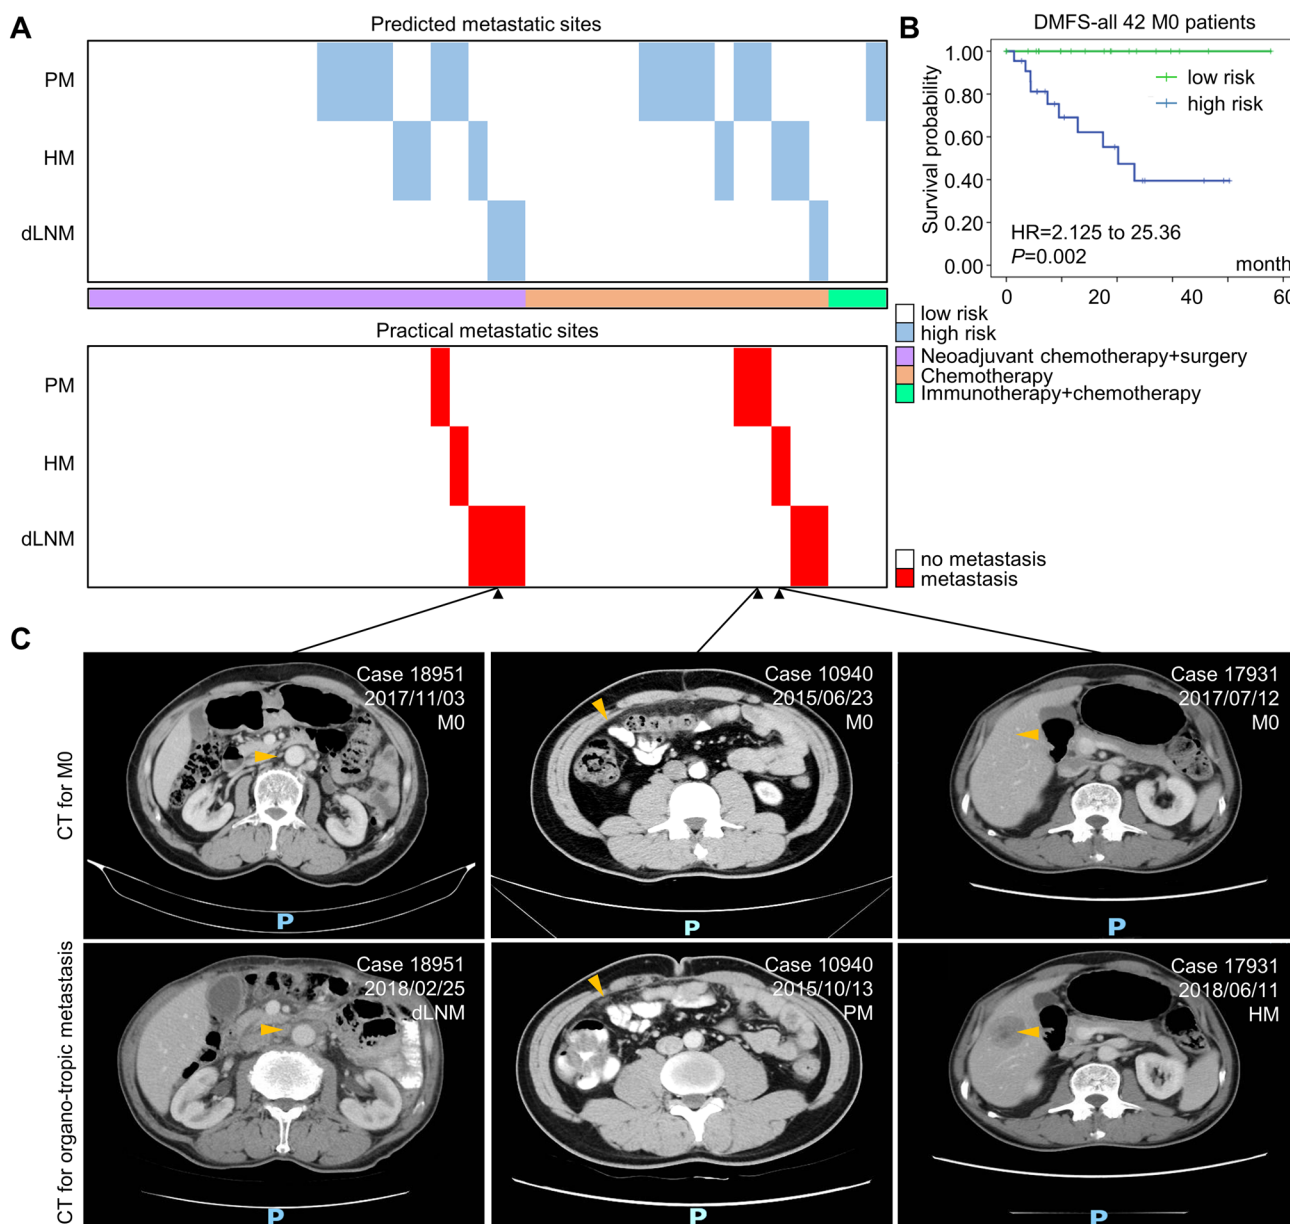 A
Predicted metastatic sites
PM
HM
dLNM
Practical metastatic sites
PM
HM
dLNM
B
DMFS-all 42 M0 patients
Survival probability
1.00
0.80
0.60
0.40
0.20
0.00
low risk
high risk
HR=2.125 to 25.36
P=0.002
month
0 20 40 60
low risk
high risk
Neoadjuvant chemotherapy+surgery
Chemotherapy
Immunotherapy+chemotherapy
no metastasis
metastasis
C
CT for M0
Case 18951
2017/11/03
M0
P
Case 10940
2015/06/23
M0
P
Case 17931
2017/07/12
M0
P
CT for organo-tropic metastasis
Case 18951
2018/02/25
dLNM
P
Case 10940
2015/10/13
PM
P
Case 17931
2018/06/11
HM
P